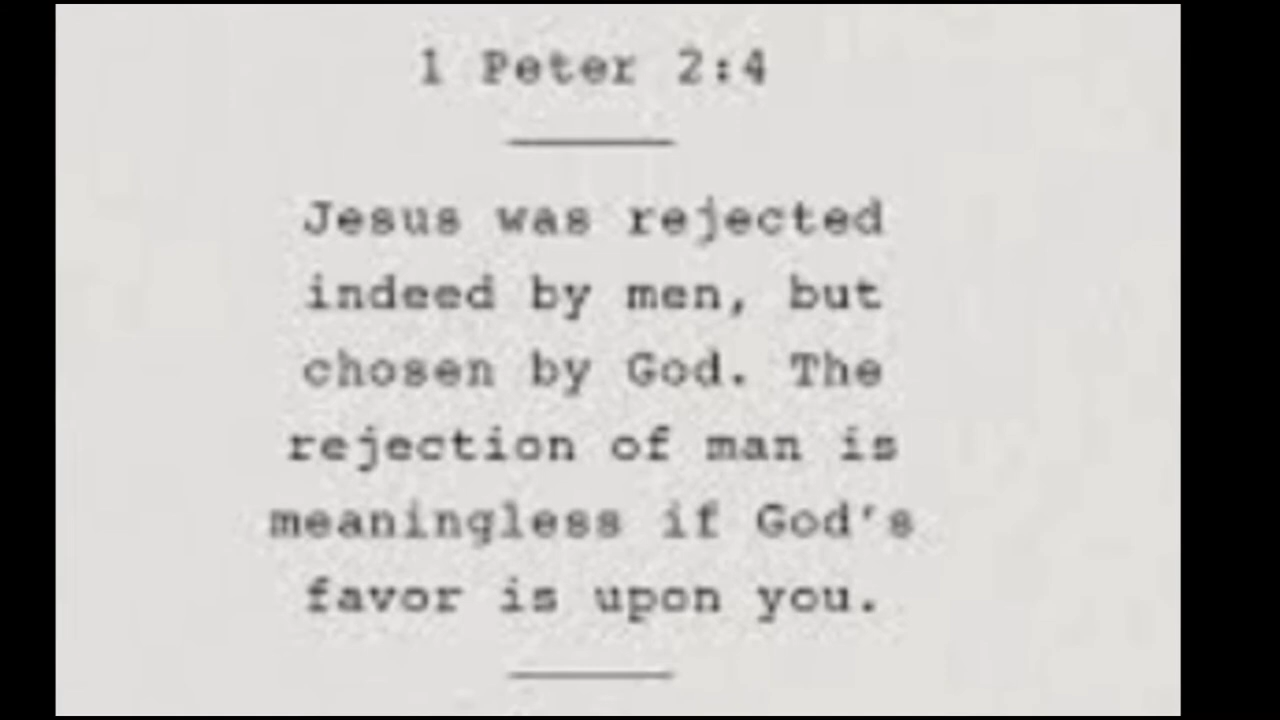 1 Peter 2:4
Jesus was rejected
indeed by men, but
chosen by God. The
rejection of man is
meaningless if God's
favor is upon you.